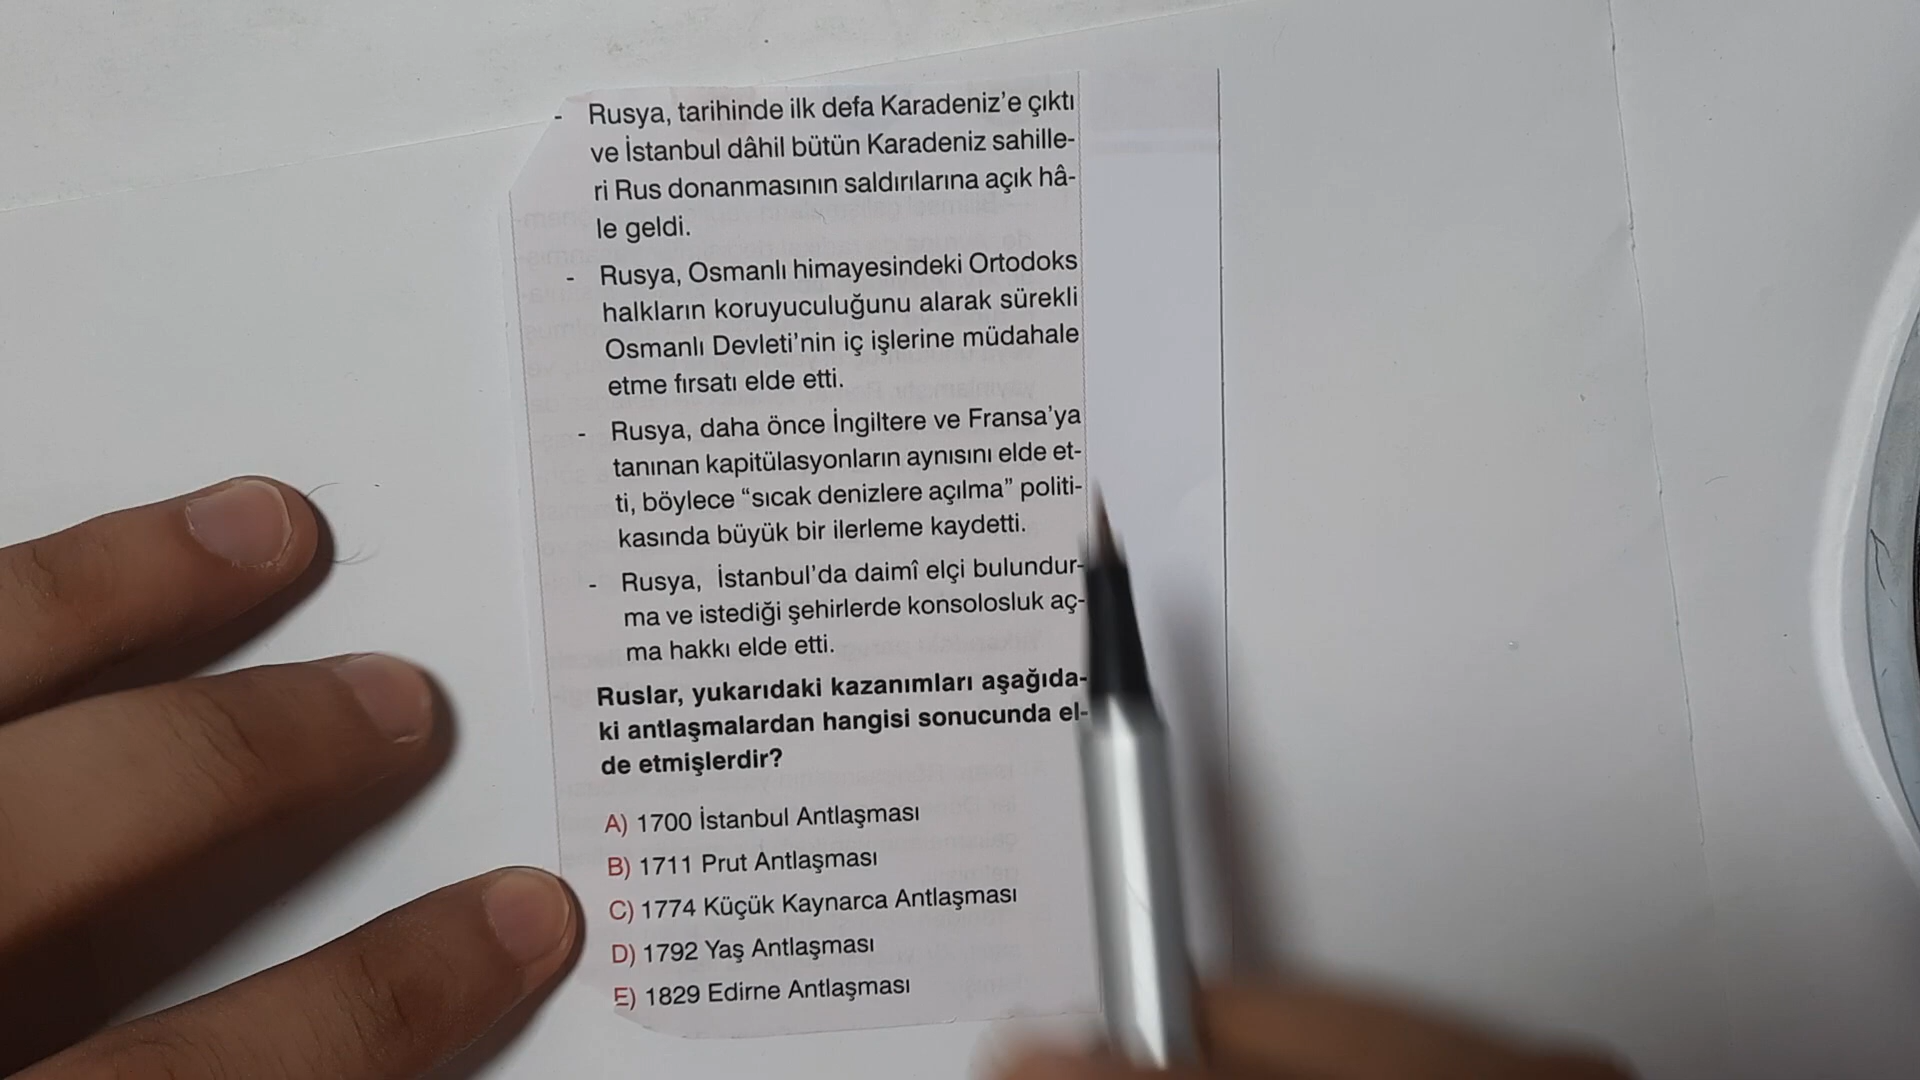 - Rusya, tarihinde ilk defa Karadeniz'e çıktı
ve İstanbul dâhil bütün Karadeniz sahille-
ri Rus donanmasının saldırılarına açık hâ-
le geldi.
- Rusya, Osmanlı himayesindeki Ortodoks
halkların koruyuculuğunu alarak sürekli
Osmanlı Devleti'nin iç işlerine müdahale
etme fırsatı elde etti.
- Rusya, daha önce İngiltere ve Fransa'ya
tanınan kapitülasyonların aynısını elde et-
ti, böylece “sıcak denizlere açılma” politi-
kasında büyük bir ilerleme kaydetti.
- Rusya, İstanbul'da daimî elçi bulundur-
ma ve istediği şehirlerde konsolosluk aç-
ma hakkı elde etti.
Ruslar, yukarıdaki kazanımları aşağıda-
ki antlaşmalardan hangisi sonucunda el-
de etmişlerdir?
A) 1700 İstanbul Antlaşması
B) 1711 Prut Antlaşması
C) 1774 Küçük Kaynarca Antlaşması
D) 1792 Yaş Antlaşması
E) 1829 Edirne Antlaşması